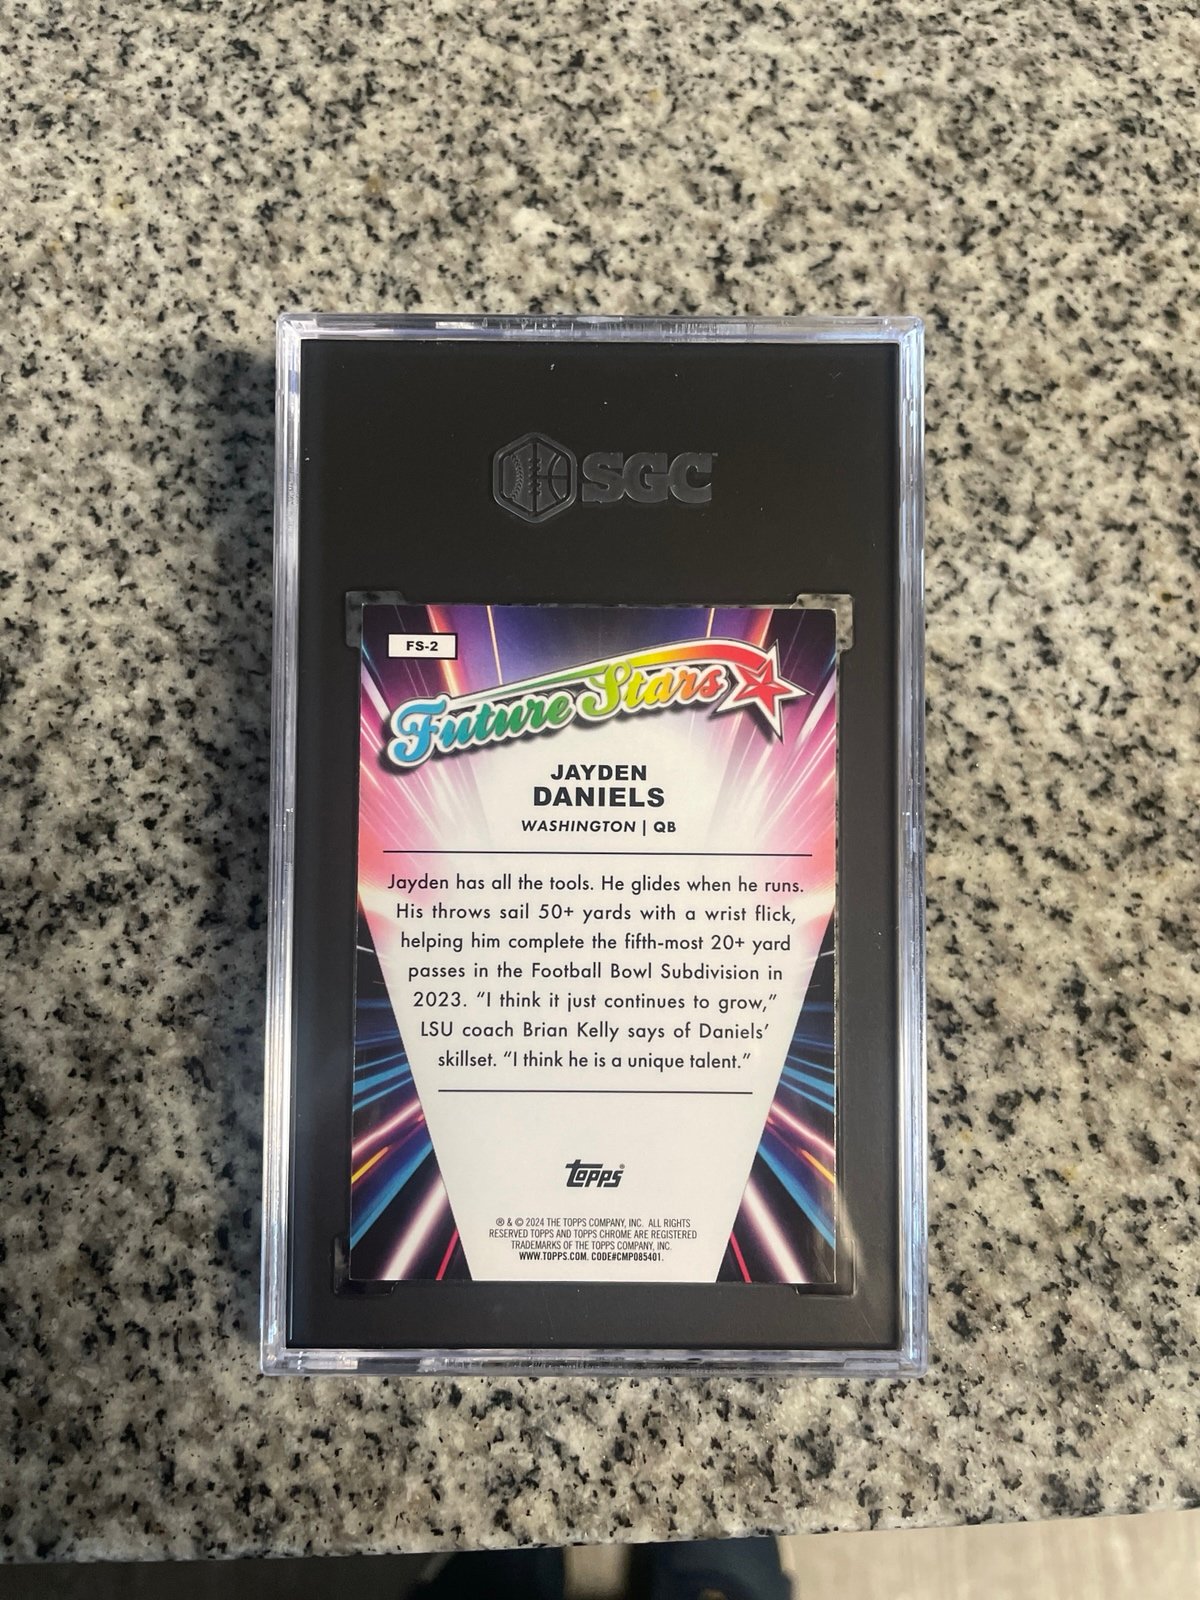 SGC
FS-2
Future Stars
JAYDEN
DANIELS
WASHINGTON | QB
Jayden has all the tools. He glides when he runs.
His throws sail 50+ yards with a wrist flick,
helping him complete the fifth-most 20+ yard
passes in the Football Bowl Subdivision in
2023. “I think it just continues to grow,”
LSU coach Brian Kelly says of Daniels’
skillset. “I think he is a unique talent.”
topps®
® & © 2024 THE TOPPS COMPANY, INC. ALL RIGHTS
RESERVED TOPPS AND TOPPS CHROME ARE REGISTERED
TRADEMARKS OF THE TOPPS COMPANY, INC.
WWW.TOPPS.COM. CODE#CMP085401.